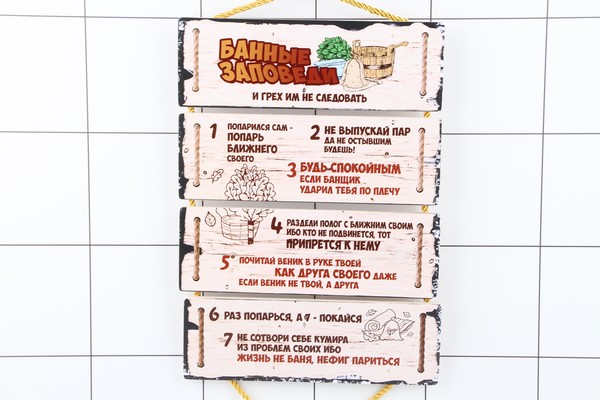 БАННЫЕ
ЗАПОВЕДИ
И ГРЕХ ИМ НЕ СЛЕДОВАТЬ
1 ПОПАРИЛСЯ САМ -
ПОПАРЬ
БЛИЖНЕГО
СВОЕГО
2 НЕ ВЫПУСКАЙ ПАР
ДА НЕ ОСТЫВШИМ
БУДЕШЬ!
3 БУДЬ СПОКОЙНЫМ
ЕСЛИ БАНЩИК
УДАРИЛ ТЕБЯ ПО ПЛЕЧУ
4 РАЗДЕЛИ ПОЛОГ С БЛИЖНИМ СВОИМ
ИБО КТО НЕ ПОДВИНЕТСЯ, ТОТ
ПРИПРЕТСЯ К НЕМУ
5 ПОЧИТАЙ ВЕНИК В РУКЕ ТВОЕЙ
КАК ДРУГА СВОЕГО ДАЖЕ
ЕСЛИ ВЕНИК НЕ ТВОЙ, А ДРУГА
6 РАЗ ПОПАРЬСЯ, А 7 - ПОКАЙСЯ
7 НЕ СОТВОРИ СЕБЕ КУМИРА
ИЗ ПРОБЛЕМ СВОИХ ИБО
ЖИЗНЬ НЕ БАНЯ, НЕФИГ ПАРИТЬСЯ